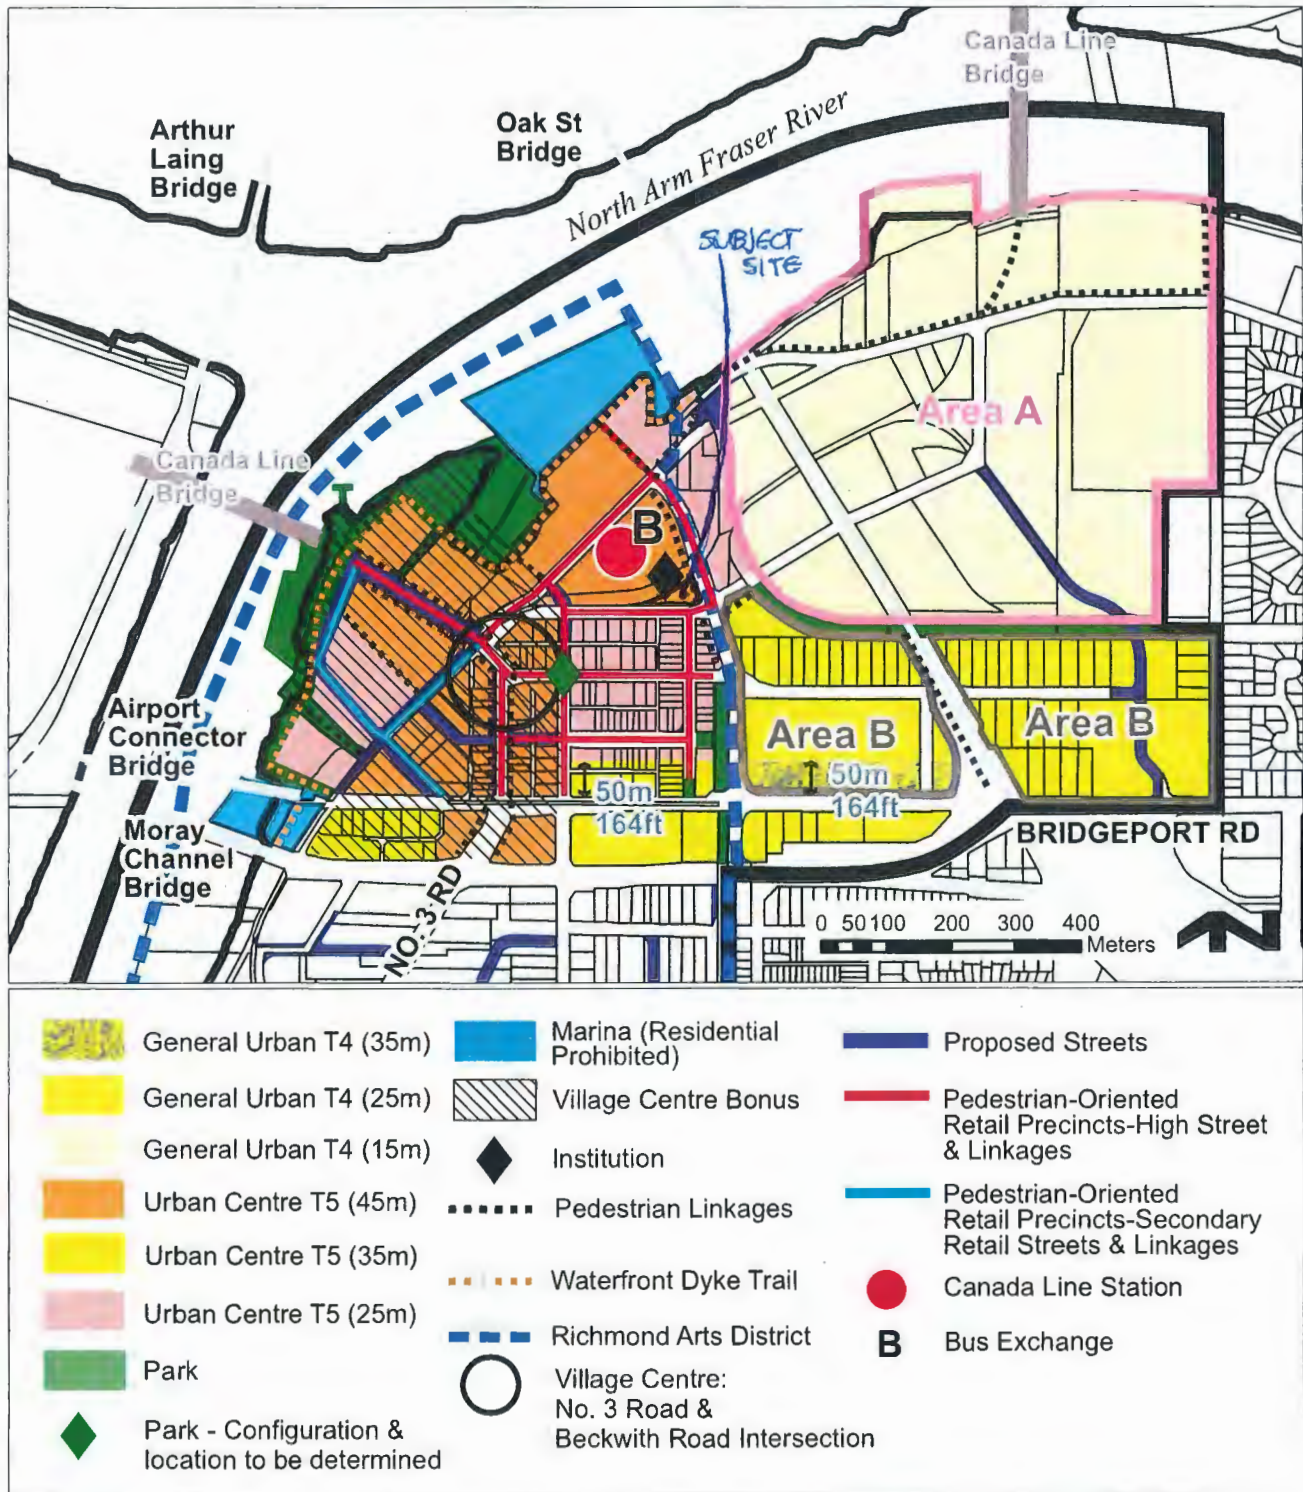 Canada Line
Bridge
Arthur
Laing
Bridge
Oak St
Bridge
North Arm Fraser River
SUBJECT
SITE
Area A
Canada Line
Bridge
T
B
Airport
Connector
Bridge
Area B
Area B
50m
164ft
50m
164ft
Moray
Channel
Bridge
BRIDGEPORT RD
NO. 3 RD
0 50 100 200 300 400
Meters
General Urban T4 (35m)
General Urban T4 (25m)
General Urban T4 (15m)
Urban Centre T5 (45m)
Urban Centre T5 (35m)
Urban Centre T5 (25m)
Park
Park - Configuration &
location to be determined
Marina (Residential
Prohibited)
Village Centre Bonus
Institution
Pedestrian Linkages
Waterfront Dyke Trail
Richmond Arts District
Village Centre:
No. 3 Road &
Beckwith Road Intersection
Proposed Streets
Pedestrian-Oriented
Retail Precincts-High Street
& Linkages
Pedestrian-Oriented
Retail Precincts-Secondary
Retail Streets & Linkages
Canada Line Station
B
Bus Exchange